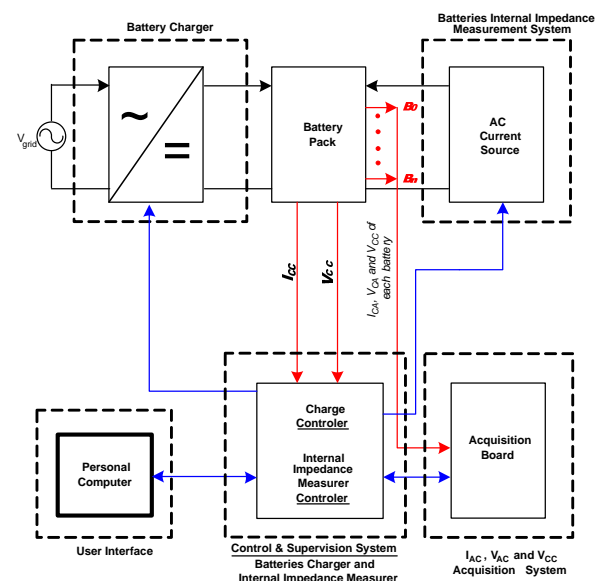 Battery Charger
Batteries Internal Impedance
Measurement System
~
=
V grid
Battery
Pack
B0
Bn
AC
Current
Source
ICC
VCC
ICA, VCA and VCC of
each battery
Charge
Controler
Internal
Impedance
Measurer
Controler
Acquisition
Board
Personal
Computer
User Interface
Control & Supervision System
Batteries Charger and
Internal Impedance Measurer
IAC , VAC and VCC
Acquisition System